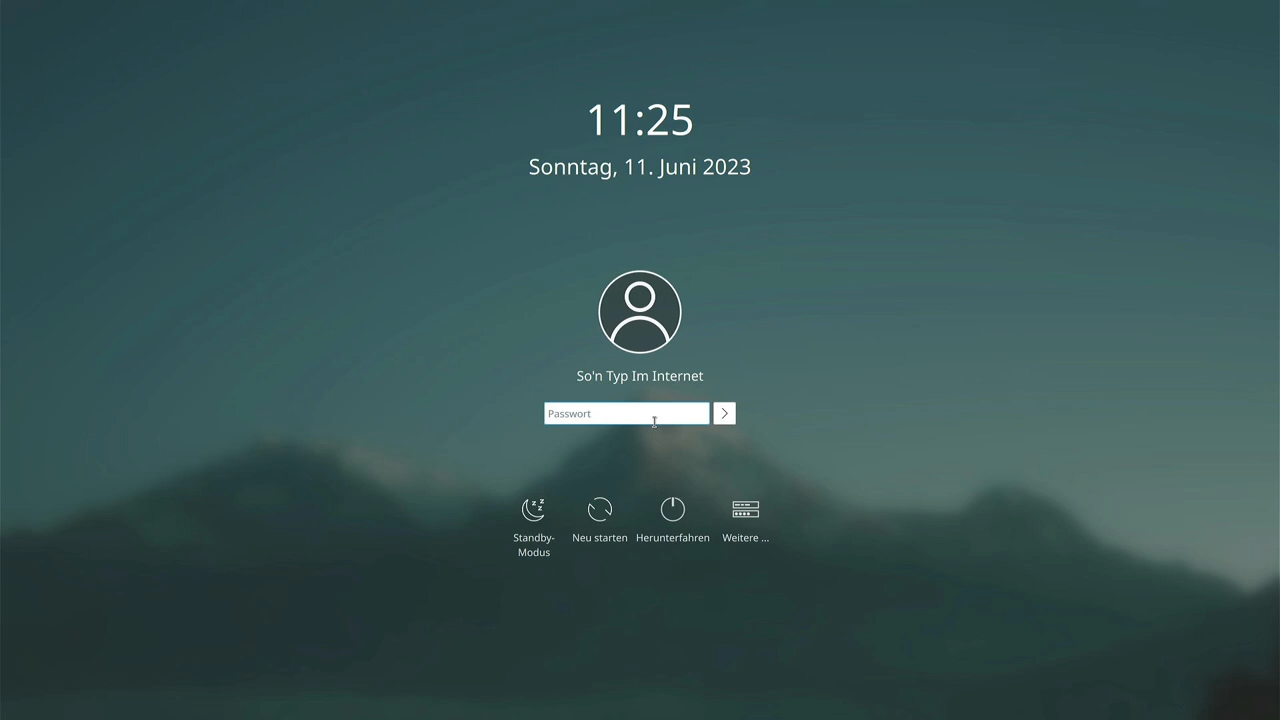 11:25
Sonntag, 11. Juni 2023
So'n Typ Im Internet
Passwort
Standby-
Modus
Neu starten
Herunterfahren
Weitere ...